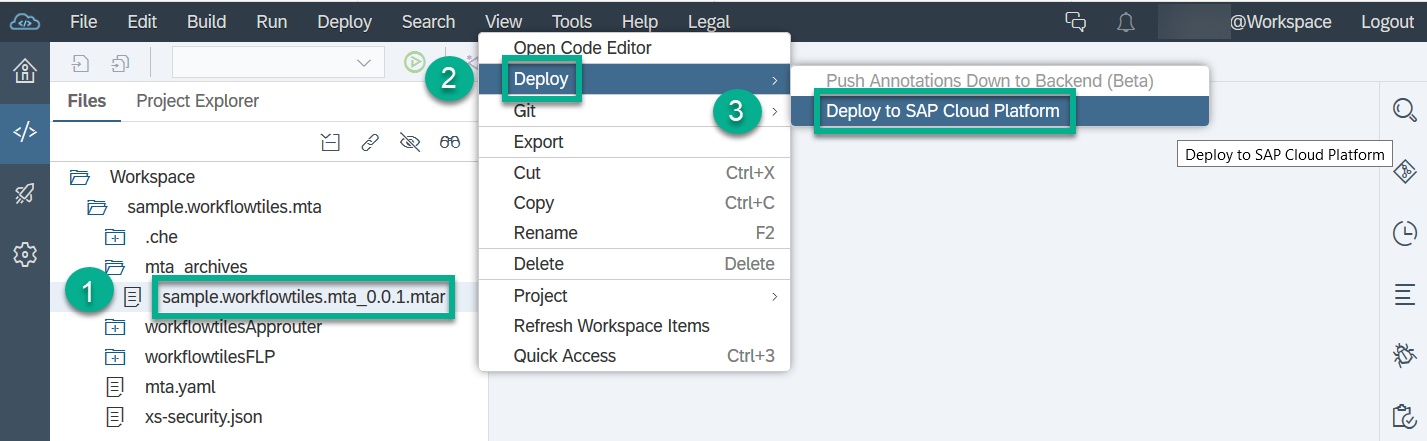 File Edit Build Run Deploy Search View Tools Help Legal @Workspace Logout
Files Project Explorer
Workspace
sample.workflowtiles.mta
.che
mta_archives
1 sample.workflowtiles.mta_0.0.1.mtar
workflowtilesApprouter
workflowtilesFLP
mta.yaml
xs-security.json
Open Code Editor
2 Deploy
Git
Export
Cut Ctrl+X
Copy Ctrl+C
Rename F2
Delete Delete
Project
Refresh Workspace Items
Quick Access Ctrl+3
Push Annotations Down to Backend (Beta)
3 Deploy to SAP Cloud Platform
Deploy to SAP Cloud Platform